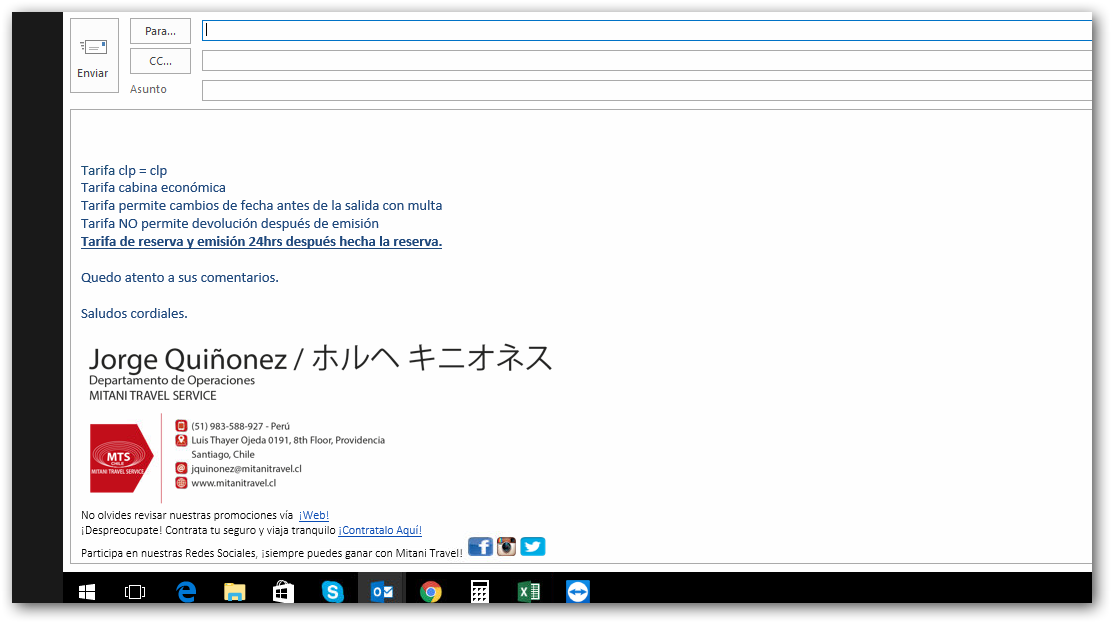 Para...
Enviar
CC...
Asunto
Tarifa clp = clp
Tarifa cabina económica
Tarifa permite cambios de fecha antes de la salida con multa
Tarifa NO permite devolución después de emisión
Tarifa de reserva y emisión 24hrs después hecha la reserva.
Quedo atento a sus comentarios.
Saludos cordiales.
Jorge Quiñonez / ホルヘ キニオネス
Departamento de Operaciones
MITANI TRAVEL SERVICE
MTS
CHILE
MITANI TRAVEL SERVICE
(51) 983-588-927 - Perú
Luis Thayer Ojeda 0191, 8th Floor, Providencia
Santiago, Chile
jquinonez@mitanitravel.cl
www.mitanitravel.cl
No olvides revisar nuestras promociones vía ¡Web!
¡Despreocupate! Contrata tu seguro y viaja tranquilo ¡Contratalo Aquí!
Participa en nuestras Redes Sociales, ¡siempre puedes ganar con Mitani Travel!